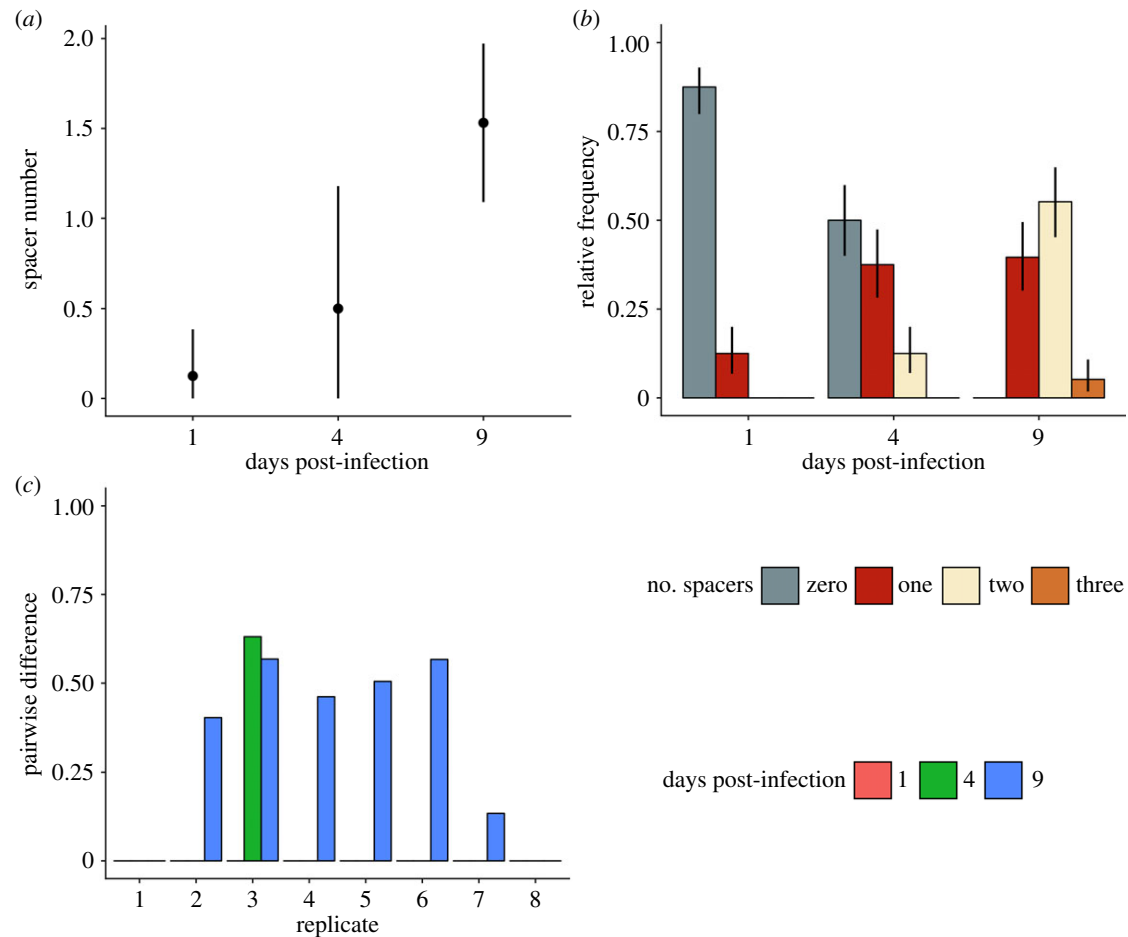 (a)
2.0
1.5
1.0
0.5
0
spacer number
1 4 9
days post-infection
(b)
1.00
0.75
0.50
0.25
0
relative frequency
1 4 9
days post-infection
(c)
1.00
0.75
0.50
0.25
0
pairwise difference
1 2 3 4 5 6 7 8
replicate
no. spacers zero one two three
days post-infection 1 4 9